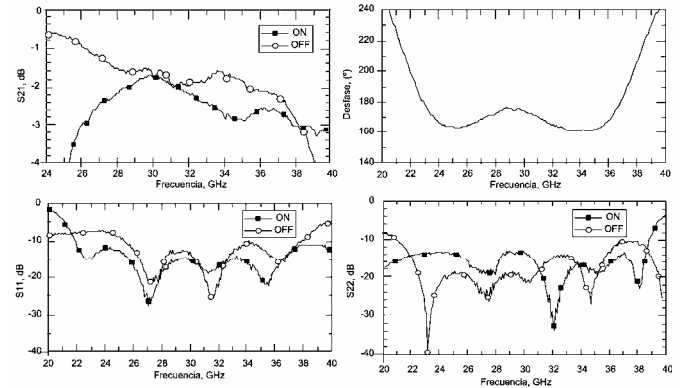 0
-1
-2
-3
-4
S21, dB
ON
OFF
24 26 28 30 32 34 36 38 40
Frecuencia, GHz
240
220
200
180
160
140
Desfase, (º)
20 22 24 26 28 30 32 34 36 38 40
Frecuencia, GHz
0
-10
-20
-30
-40
S11, dB
ON
OFF
20 22 24 26 28 30 32 34 36 38 40
Frecuencia, GHz
0
-10
-20
-30
-40
S22, dB
ON
OFF
20 22 24 26 28 30 32 34 36 38 40
Frecuencia, GHz